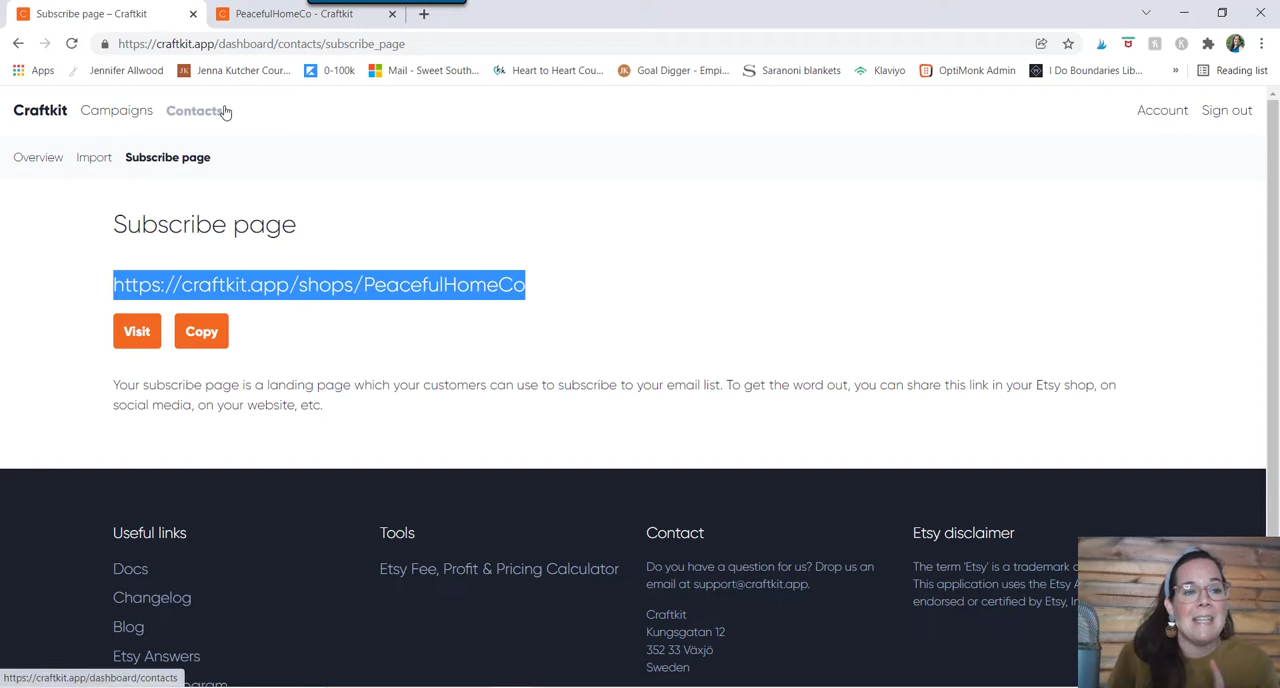 Subscribe page – Craftkit
PeacefulHomeCo - Craftkit
https://craftkit.app/dashboard/contacts/subscribe_page
Apps
Jennifer Allwood
Jenna Kutcher Cour...
0-100k
Mail - Sweet South...
Heart to Heart Cou...
Goal Digger - Empi...
Saranoni blankets
Klaviyo
OptiMonk Admin
I Do Boundaries Lib...
»
Reading list
Craftkit Campaigns Contacts
Account Sign out
Overview Import Subscribe page
Subscribe page
https://craftkit.app/shops/PeacefulHomeCo
Visit Copy
Your subscribe page is a landing page which your customers can use to subscribe to your email list. To get the word out, you can share this link in your Etsy shop, on
social media, on your website, etc.
Useful links
Docs
Changelog
Blog
Etsy Answers
Tools
Etsy Fee, Profit & Pricing Calculator
Contact
Do you have a question for us? Drop us an
email at support@craftkit.app.
Craftkit
Kungsgatan 12
352 33 Växjö
Sweden
Etsy disclaimer
The term 'Etsy' is a trademark
This application uses the Etsy
endorsed or certified by Etsy,
https://craftkit.app/dashboard/contacts